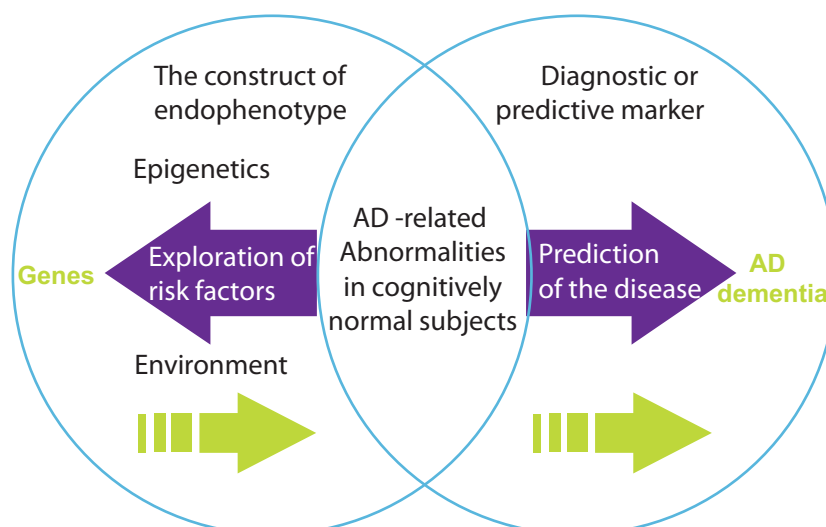 The construct of
endophenotype
Diagnostic or
predictive marker
Epigenetics
Genes
Exploration of
risk factors
AD -related
Abnormalities
in cognitively
normal subjects
Prediction
of the disease
AD
dementia
Environment